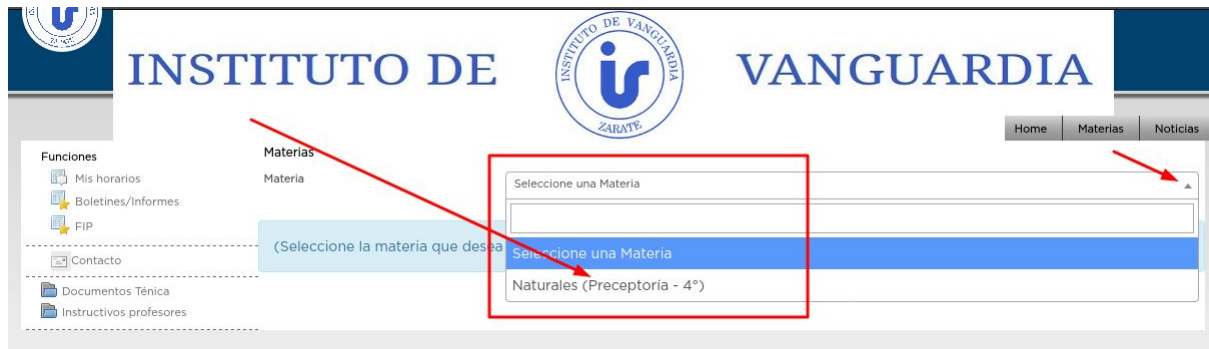 INSTITUTO DE VANGUARDIA
INSTITUTO DE VANGUARDIA
ZARATE
Home Materias Noticias
Funciones
Mis horarios
Boletines/Informes
FIP
Contacto
Documentos Ténica
Instructivos profesores
Materias
Materia
Seleccione una Materia
(Seleccione la materia que desea
Seleccione una Materia
Naturales (Preceptoría - 4°)